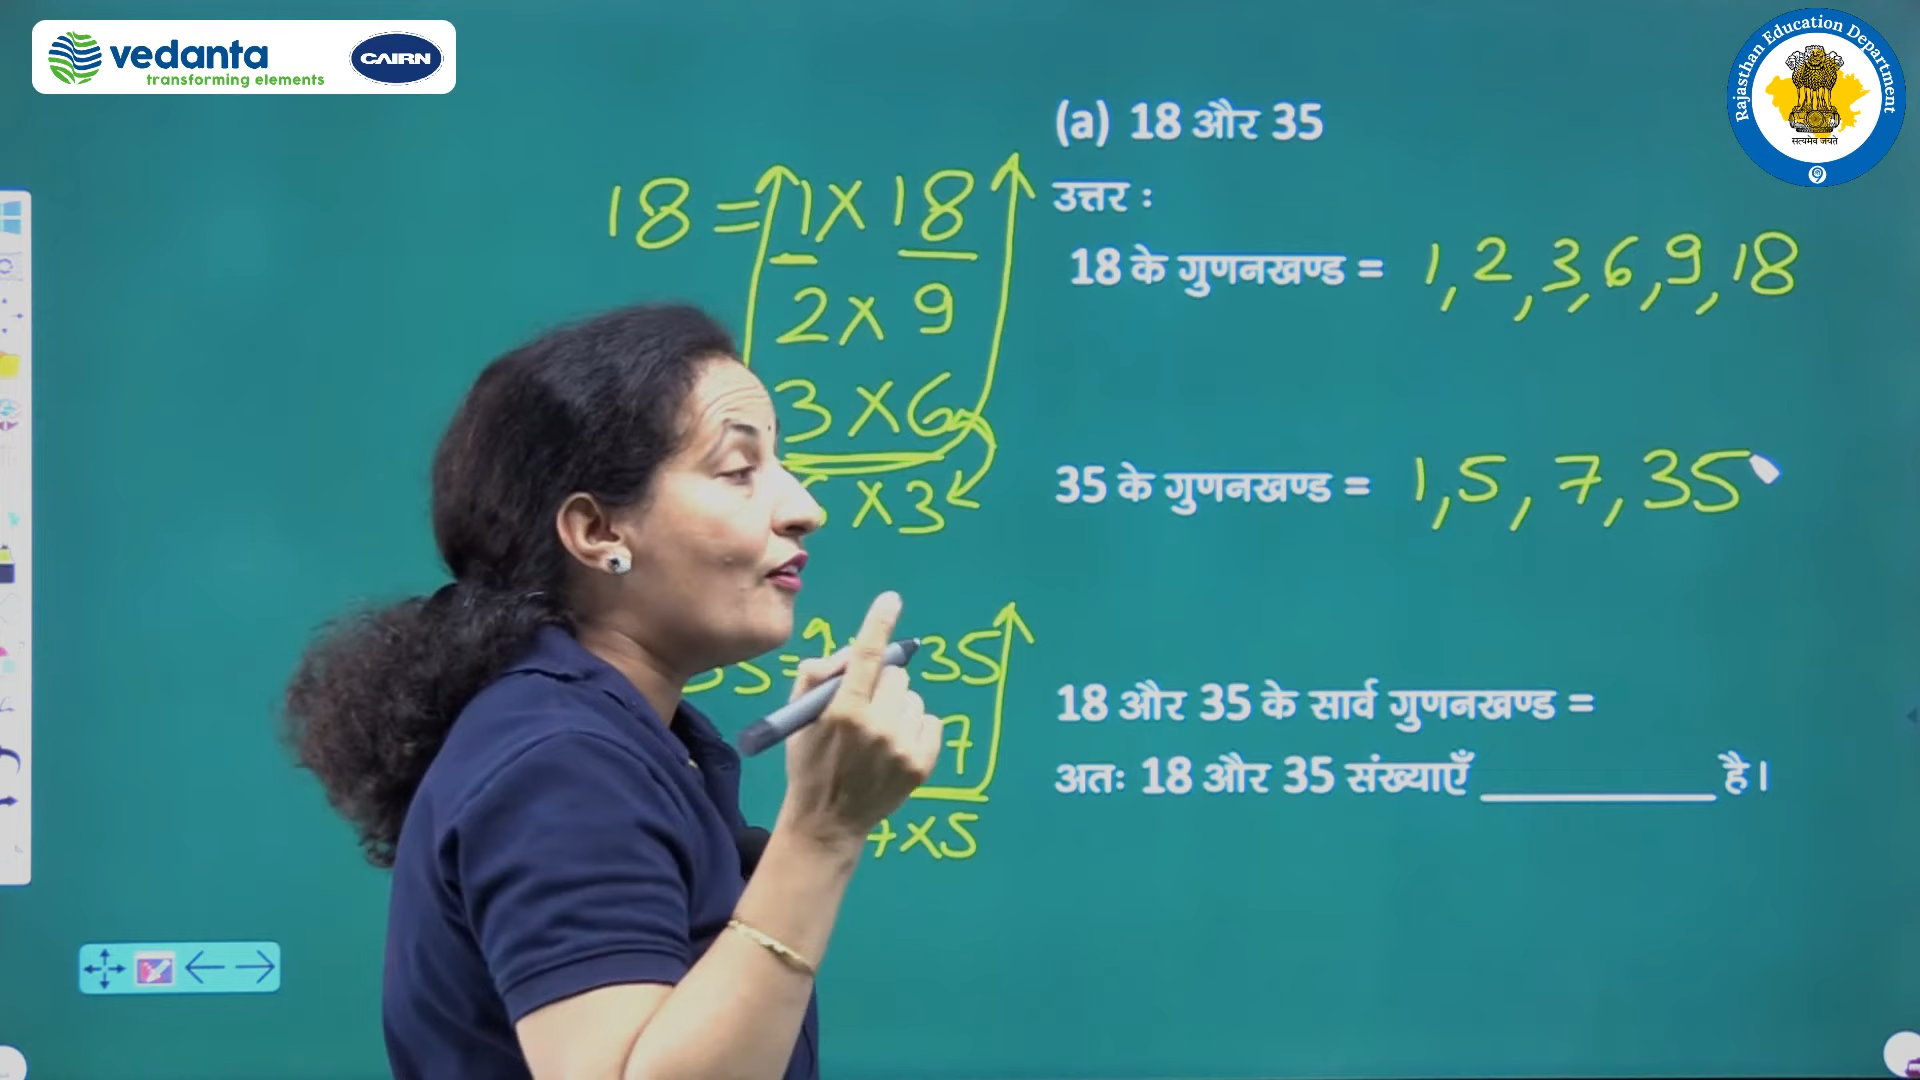 vedanta
transforming elements
CAIRN
Rajasthan Education Department
सत्यमेव जयते
(a) 18 और 35
उत्तर :
18 = 1 x 18
2 x 9
3 x 6
x 3
18 के गुणनखण्ड = 1, 2, 3, 6, 9, 18
35 के गुणनखण्ड = 1, 5, 7, 35
35
7
7 x 5
18 और 35 के सार्व गुणनखण्ड =
अतः 18 और 35 संख्याएँ __________ है।